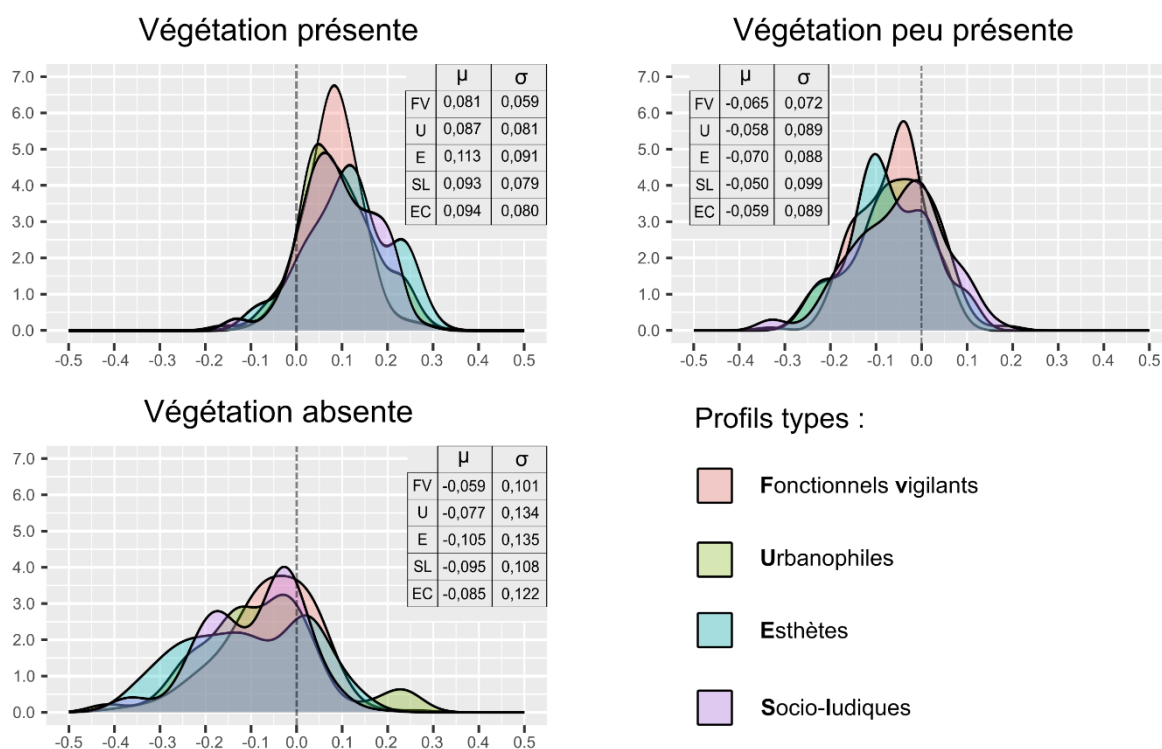 Végétation présente
7.0
6.0
5.0
4.0
3.0
2.0
1.0
0.0
-0.5 -0.4 -0.3 -0.2 -0.1 0.0 0.1 0.2 0.3 0.4 0.5
μ σ
FV 0,081 0,059
U 0,087 0,081
E 0,113 0,091
SL 0,093 0,079
EC 0,094 0,080
Végétation peu présente
7.0
6.0
5.0
4.0
3.0
2.0
1.0
0.0
-0.5 -0.4 -0.3 -0.2 -0.1 0.0 0.1 0.2 0.3 0.4 0.5
μ σ
FV -0,065 0,072
U -0,058 0,089
E -0,070 0,088
SL -0,050 0,099
EC -0,059 0,089
Végétation absente
7.0
6.0
5.0
4.0
3.0
2.0
1.0
0.0
-0.5 -0.4 -0.3 -0.2 -0.1 0.0 0.1 0.2 0.3 0.4 0.5
μ σ
FV -0,059 0,101
U -0,077 0,134
E -0,105 0,135
SL -0,095 0,108
EC -0,085 0,122
Profils types :
Fonctionnels vigilants
Urbanophiles
Esthètes
Socio-ludiques